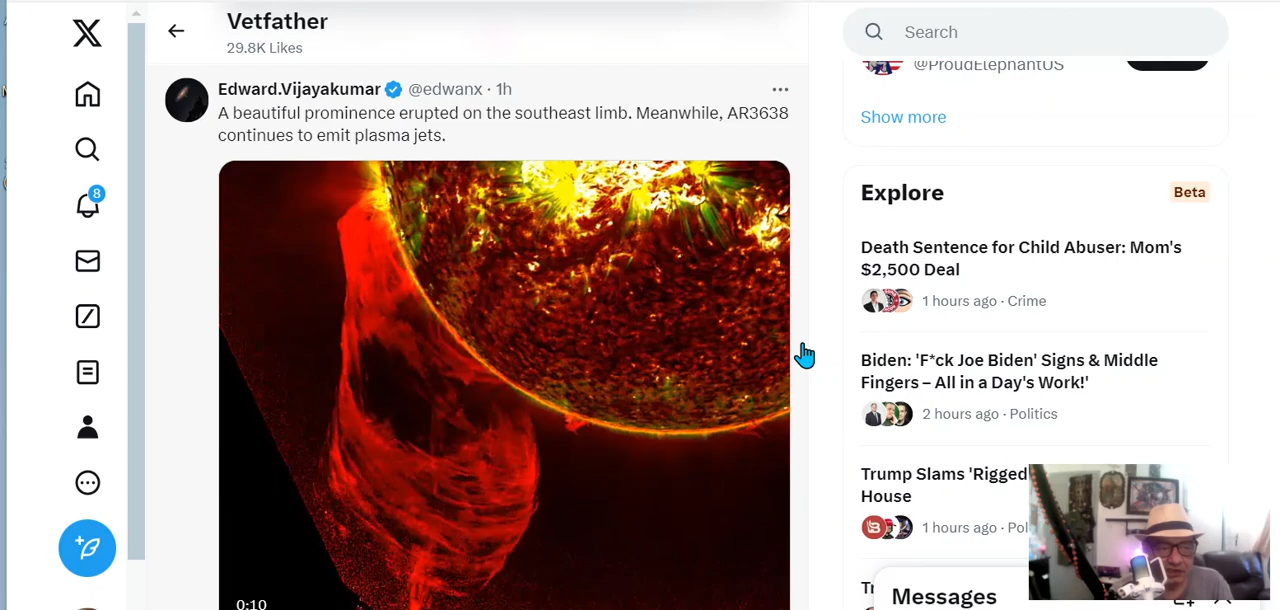 Vetfather
29.8K Likes
Edward.Vijayakumar @edwanx · 1h
A beautiful prominence erupted on the southeast limb. Meanwhile, AR3638
continues to emit plasma jets.
0:10
8
Search
@ProudElephantUS
Show more
Explore Beta
Death Sentence for Child Abuser: Mom's
$2,500 Deal
1 hours ago · Crime
Biden: 'F*ck Joe Biden' Signs & Middle
Fingers – All in a Day's Work!'
2 hours ago · Politics
Trump Slams 'Rigged
House
1 hours ago · Pol
Messages